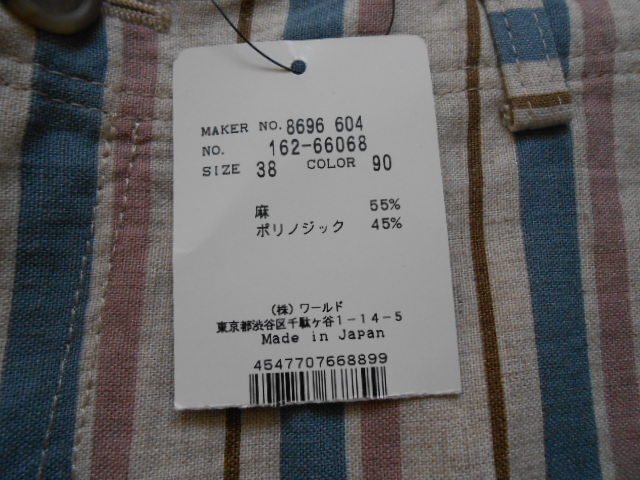 MAKER NO. 8696 604
NO. 162-66068
SIZE 38 COLOR 90
麻 55%
ポリノジック 45%
(株) ワールド
東京都渋谷区千駄ヶ谷1-14-5
Made in Japan
4547707668899